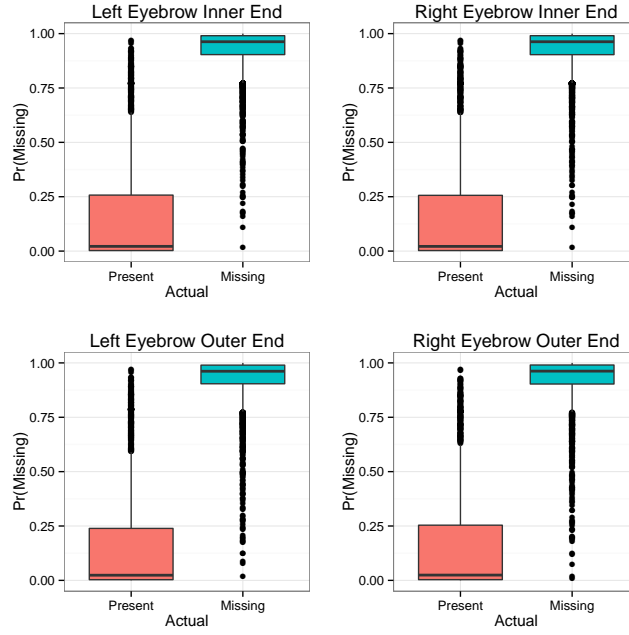 Left Eyebrow Inner End
Right Eyebrow Inner End
Pr(Missing)
1.00
0.75
0.50
0.25
0.00
Present
Missing
Actual
Pr(Missing)
1.00
0.75
0.50
0.25
0.00
Present
Missing
Actual
Left Eyebrow Outer End
Right Eyebrow Outer End
Pr(Missing)
1.00
0.75
0.50
0.25
0.00
Present
Missing
Actual
Pr(Missing)
1.00
0.75
0.50
0.25
0.00
Present
Missing
Actual